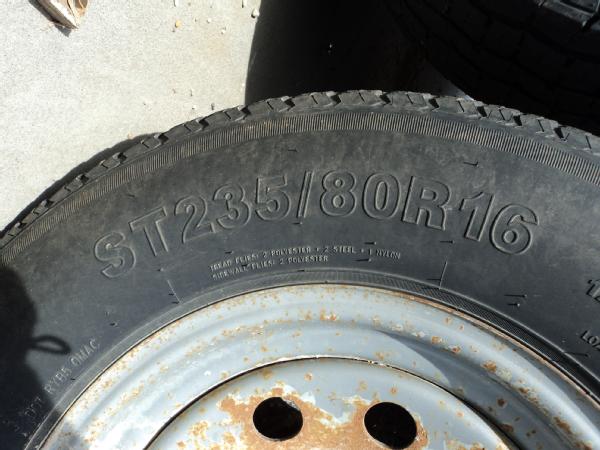 ST235/80R16
TREAD PLIES: 2 POLYESTER + 2 STEEL + 1 NYLON
SIDEWALL PLIES: 2 POLYESTER